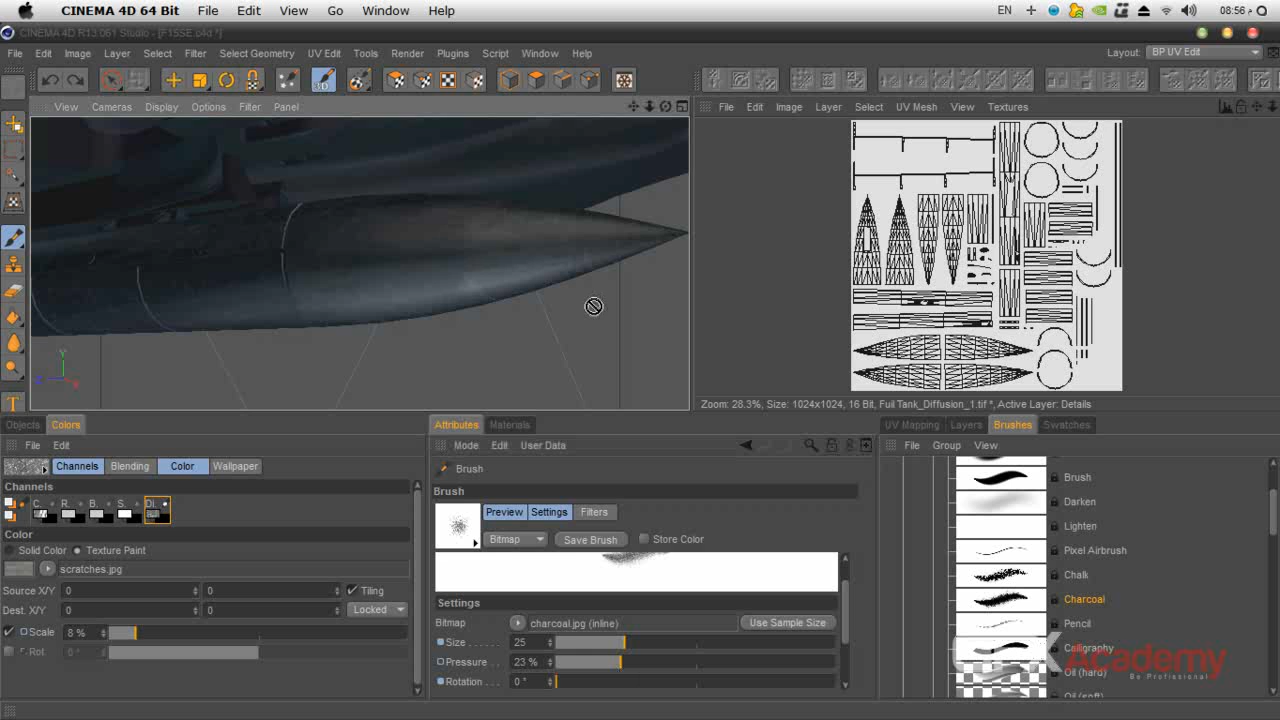 CINEMA 4D 64 Bit File Edit View Go Window Help EN 08:56 م
CINEMA 4D R13.061 Studio - [F15SE.c4d *]
File Edit Image Layer Select Filter Select Geometry UV Edit Tools Render Plugins Script Window Help Layout: BP UV Edit
View Cameras Display Options Filter Panel
File Edit Image Layer Select UV Mesh View Textures
3D
Y
Z
X
T
Zoom: 28.3%, Size: 1024x1024, 16 Bit, Fuil Tank_Diffusion_1.tif *, Active Layer: Details
Objects Colors
Attributes Materials
UV Mapping Layers Brushes Swatches
File Edit
Mode Edit User Data
File Group View
Channels Blending Color Wallpaper
Channels
C. R. B. S. Di.
Color
Solid Color Texture Paint
scratches.jpg
Source X/Y 0 0 Tiling
Dest. X/Y 0 0 Locked
Scale 8 %
Rot. 0 °
Brush
Brush
Preview Settings Filters
Bitmap Save Brush Store Color
Settings
Bitmap charcoal.jpg (inline) Use Sample Size
Size 25
Pressure 23 %
Rotation 0 °
Brush
Darken
Lighten
Pixel Airbrush
Chalk
Charcoal
Pencil
Calligraphy
Oil (hard)
Oil (soft)
Academy
Be Professional